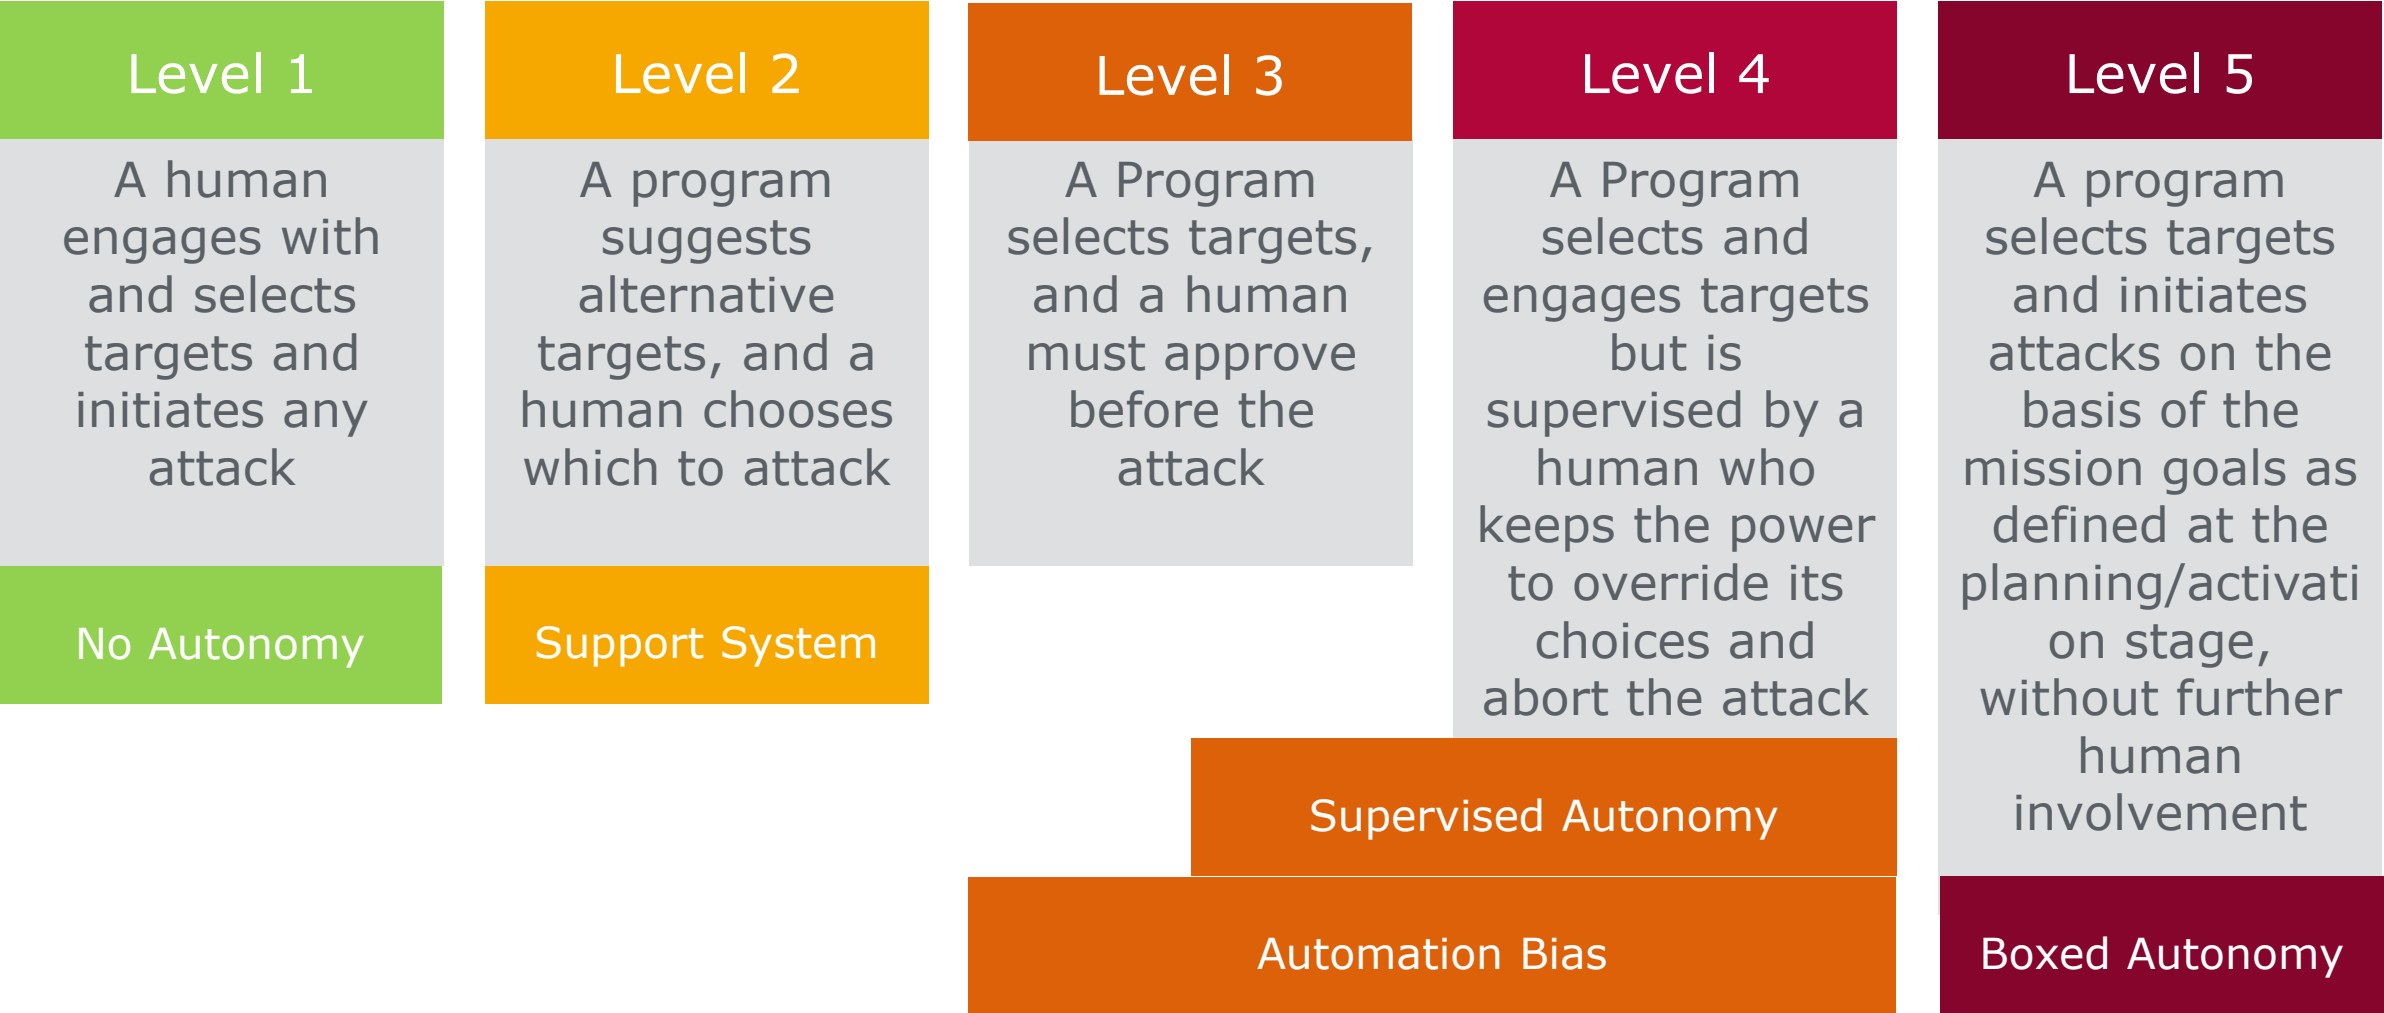 Level 1
A human
engages with
and selects
targets and
initiates any
attack
No Autonomy
Level 2
A program
suggests
alternative
targets, and a
human chooses
which to attack
Support System
Level 3
A Program
selects targets,
and a human
must approve
before the
attack
Level 4
A Program
selects and
engages targets
but is
supervised by a
human who
keeps the power
to override its
choices and
abort the attack
Supervised Autonomy
Automation Bias
Level 5
A program
selects targets
and initiates
attacks on the
basis of the
mission goals as
defined at the
planning/activati
on stage,
without further
human
involvement
Boxed Autonomy